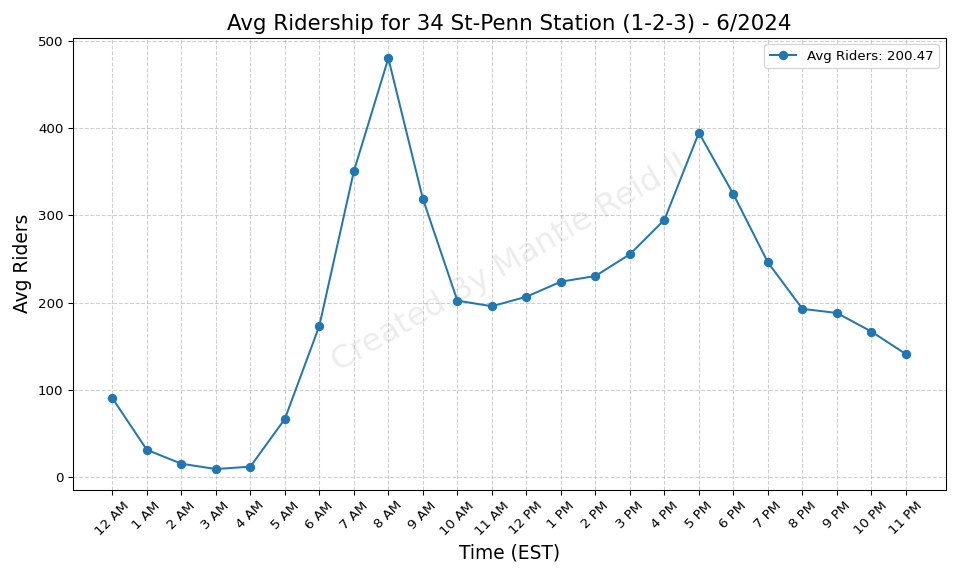 Avg Ridership for 34 St-Penn Station (1-2-3) - 6/2024
500
400
300
200
100
0
Avg Riders
Avg Riders: 200.47
Created By Mantle Reid II
12 AM
1 AM
2 AM
3 AM
4 AM
5 AM
6 AM
7 AM
8 AM
9 AM
10 AM
11 AM
12 PM
1 PM
2 PM
3 PM
4 PM
5 PM
6 PM
7 PM
8 PM
9 PM
10 PM
11 PM
Time (EST)